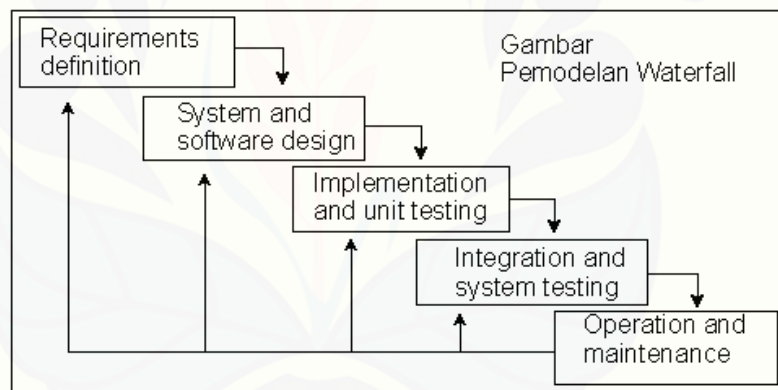 Requirements
definition
Gambar
Pemodelan Waterfall
System and
software design
Implementation
and unit testing
Integration and
system testing
Operation and
maintenance